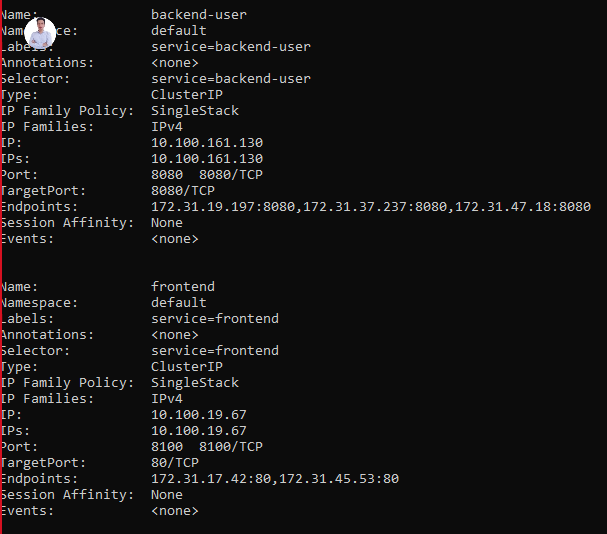 Name: backend-user
Nam ce: default
Labels: service=backend-user
Annotations: <none>
Selector: service=backend-user
Type: ClusterIP
IP Family Policy: SingleStack
IP Families: IPv4
IP: 10.100.161.130
IPs: 10.100.161.130
Port: 8080 8080/TCP
TargetPort: 8080/TCP
Endpoints: 172.31.19.197:8080,172.31.37.237:8080,172.31.47.18:8080
Session Affinity: None
Events: <none>
Name: frontend
Namespace: default
Labels: service=frontend
Annotations: <none>
Selector: service=frontend
Type: ClusterIP
IP Family Policy: SingleStack
IP Families: IPv4
IP: 10.100.19.67
IPs: 10.100.19.67
Port: 8100 8100/TCP
TargetPort: 80/TCP
Endpoints: 172.31.17.42:80,172.31.45.53:80
Session Affinity: None
Events: <none>